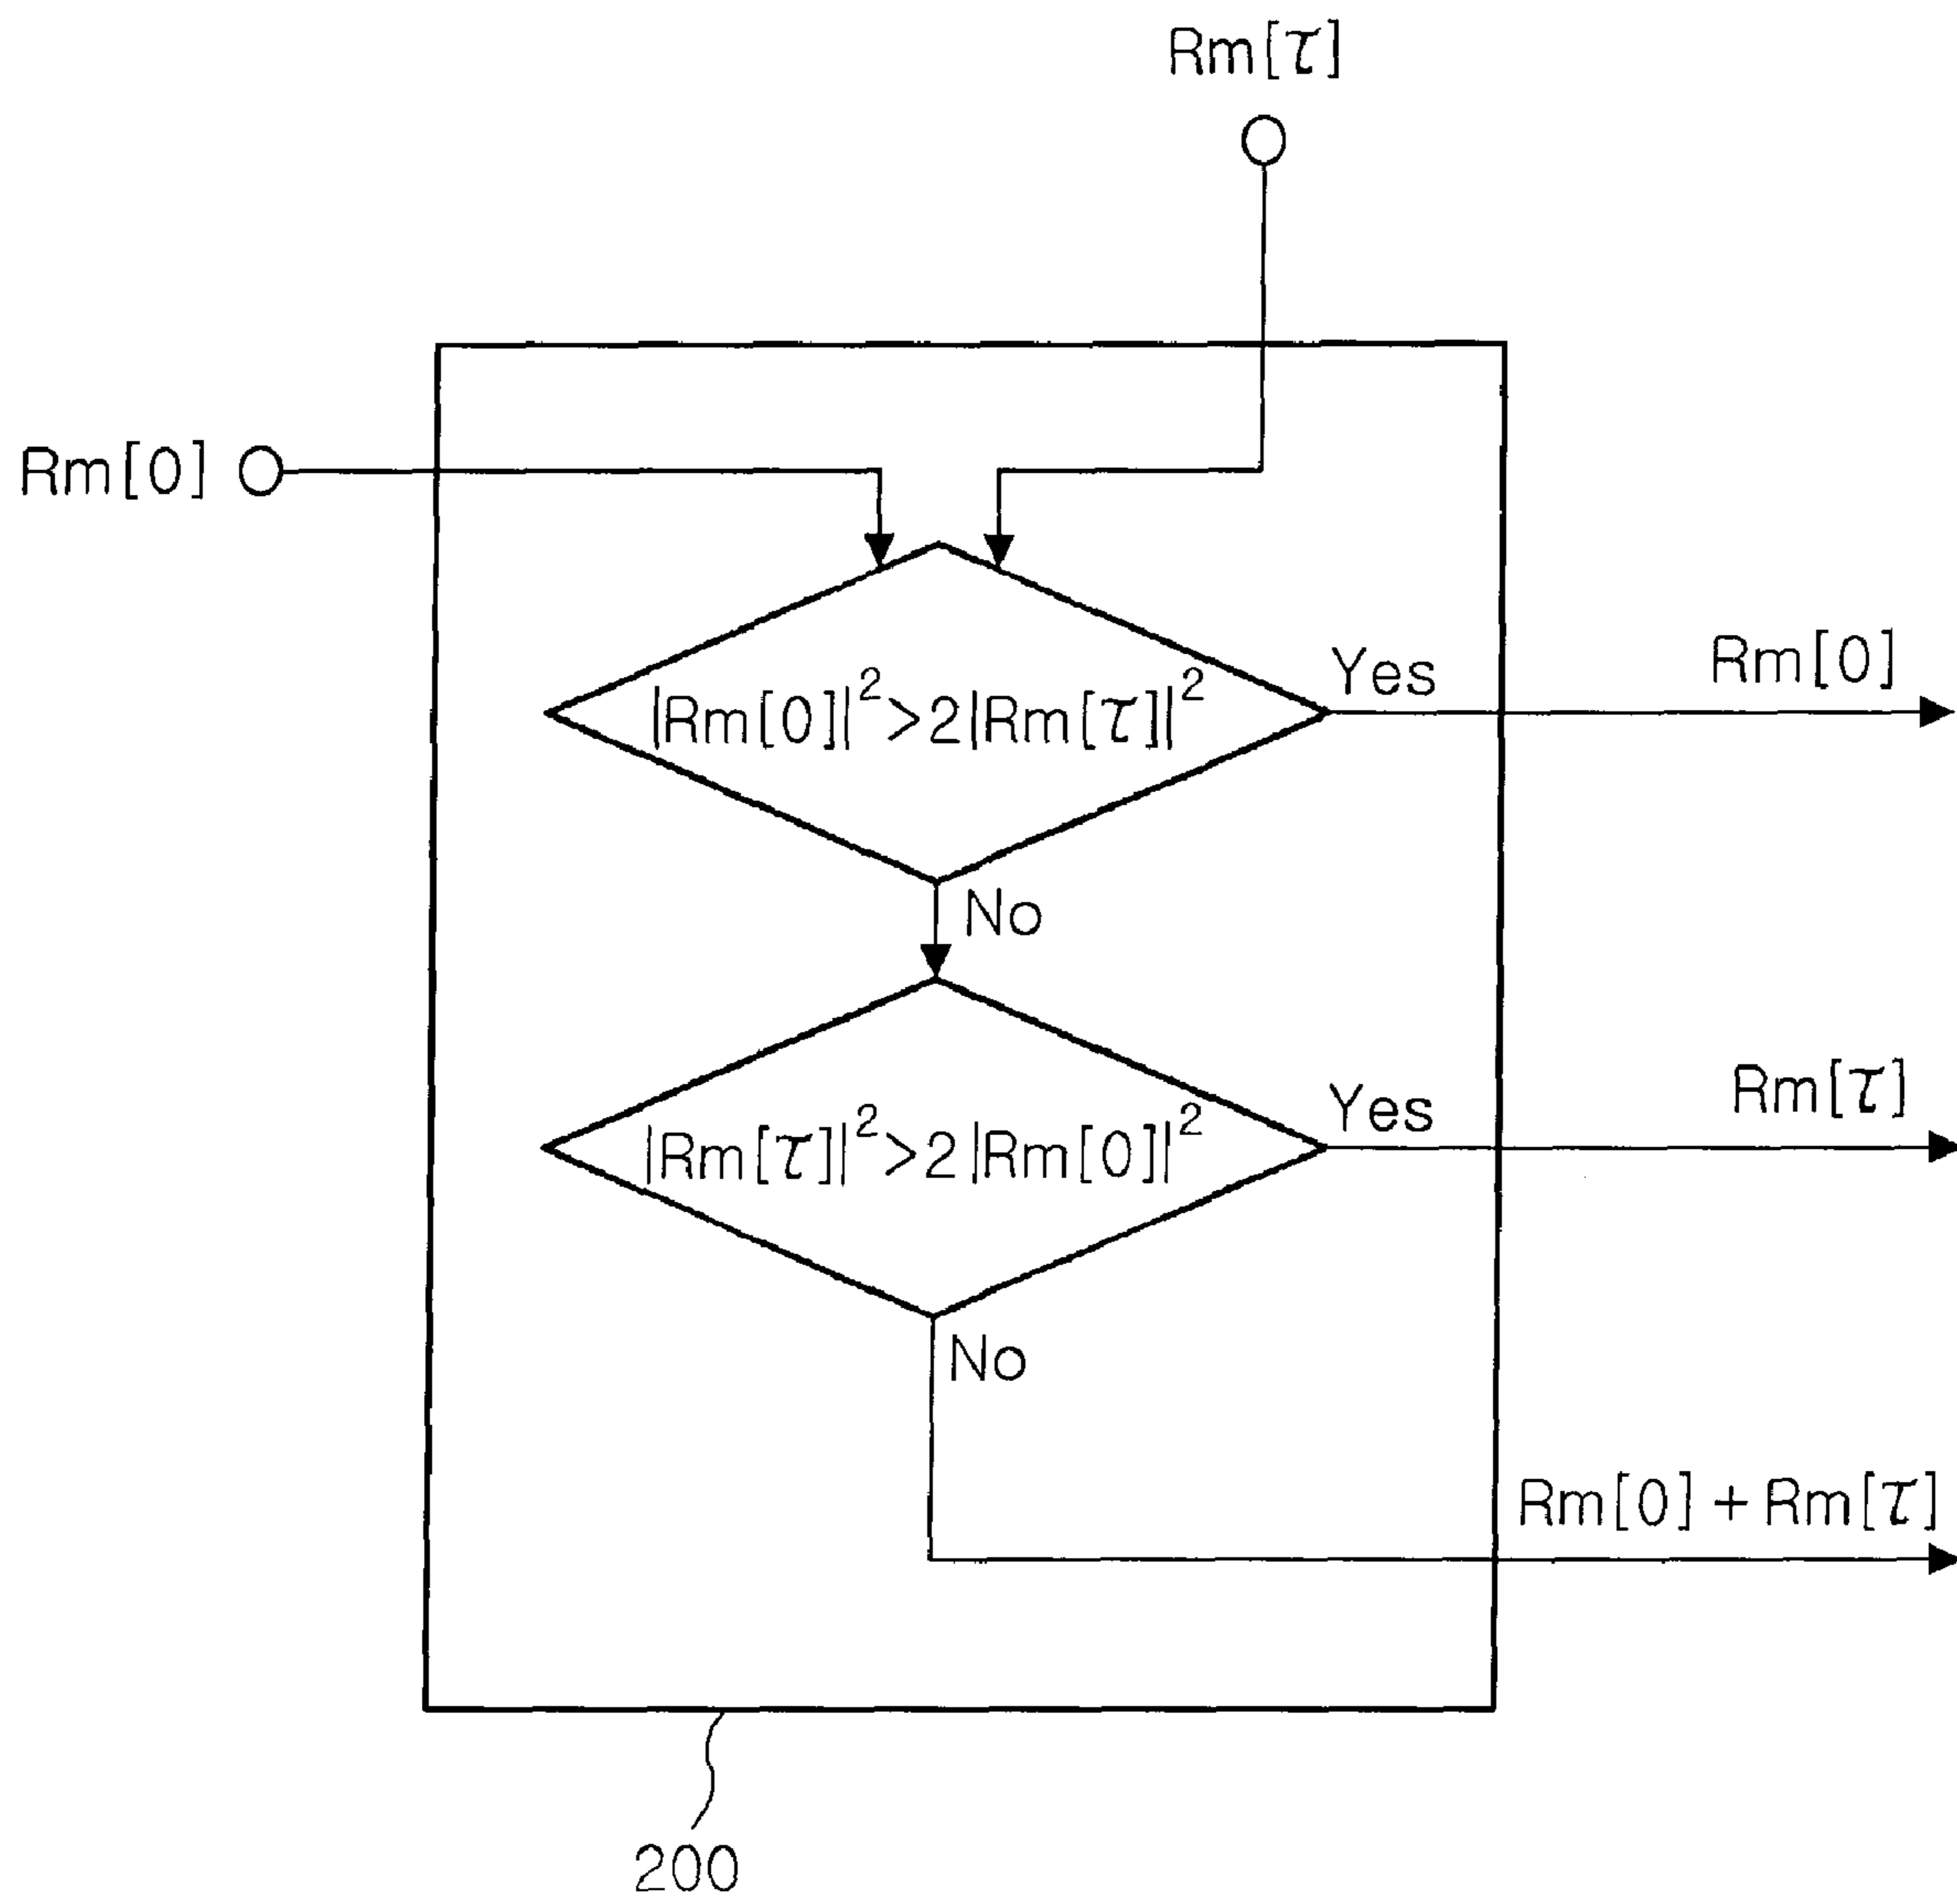 Rm[τ]
Rm[0]
|Rm[0]|²>2|Rm[τ]|²
Yes
Rm[0]
No
|Rm[τ]|²>2|Rm[0]|²
Yes
Rm[τ]
No
Rm[0]+Rm[τ]
200